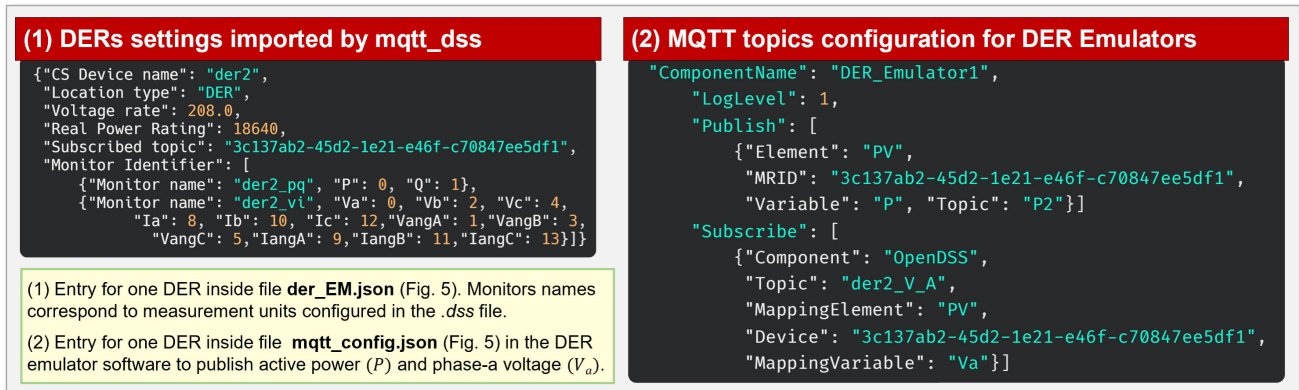 (1) DERs settings imported by mqtt_dss
{"CS Device name": "der2",
"Location type": "DER",
"Voltage rate": 208.0,
"Real Power Rating": 18640,
"Subscribed topic": "3c137ab2-45d2-1e21-e46f-c70847ee5df1",
"Monitor Identifier": [
{"Monitor name": "der2_pq", "P": 0, "Q": 1},
{"Monitor name": "der2_vi", "Va": 0, "Vb": 2, "Vc": 4,
"Ia": 8, "Ib": 10, "Ic": 12,"VangA": 1,"VangB": 3,
"VangC": 5,"IangA": 9,"IangB": 11,"IangC": 13}]}
(1) Entry for one DER inside file der_EM.json (Fig. 5). Monitors names
correspond to measurement units configured in the .dss file.
(2) Entry for one DER inside file mqtt_config.json (Fig. 5) in the DER
emulator software to publish active power (P) and phase-a voltage (Va).
(2) MQTT topics configuration for DER Emulators
"ComponentName": "DER_Emulator1",
"LogLevel": 1,
"Publish": [
{"Element": "PV",
"MRID": "3c137ab2-45d2-1e21-e46f-c70847ee5df1",
"Variable": "P", "Topic": "P2"}]
"Subscribe": [
{"Component": "OpenDSS",
"Topic": "der2_V_A",
"MappingElement": "PV",
"Device": "3c137ab2-45d2-1e21-e46f-c70847ee5df1",
"MappingVariable": "Va"}]